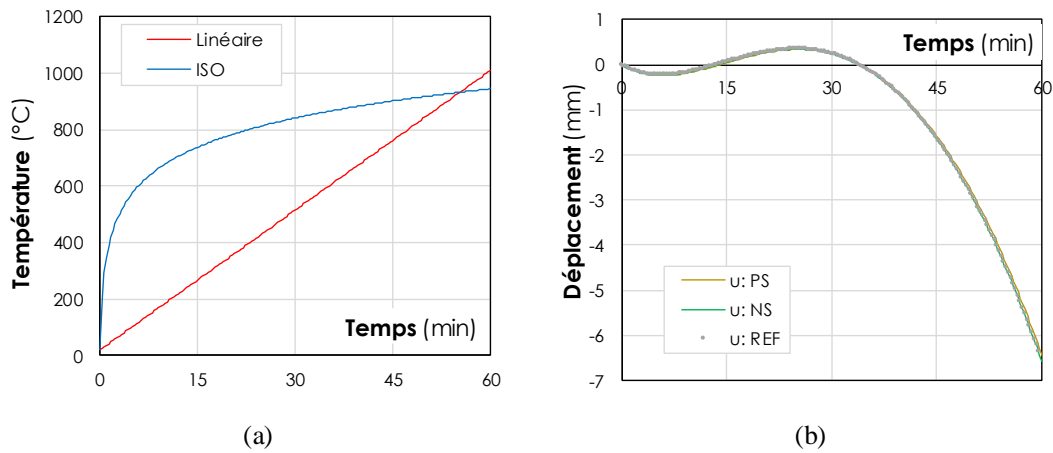 1200
1000
800
600
400
200
0
Température (°C)
Linéaire
ISO
Temps (min)
0 15 30 45 60
(a)
1
0
-1
-2
-3
-4
-5
-6
-7
Déplacement (mm)
Temps (min)
0 15 30 45 60
u: PS
u: NS
u: REF
(b)